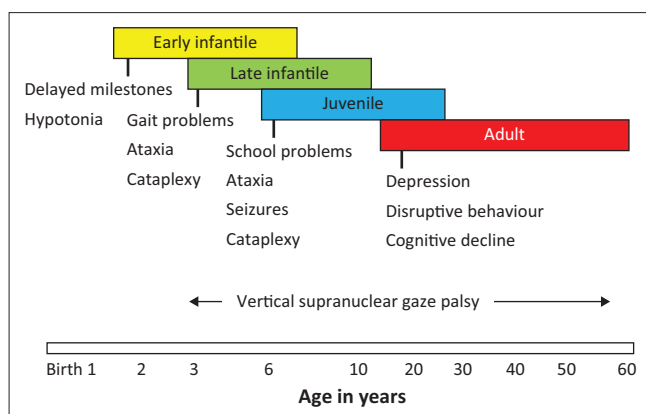 Early infantile
Late infantile
Juvenile
Adult
Delayed milestones
Hypotonia
Gait problems
Ataxia
Cataplexy
School problems
Ataxia
Seizures
Cataplexy
Depression
Disruptive behaviour
Cognitive decline
Vertical supranuclear gaze palsy
Birth 1 2 3 6 10 20 30 40 50 60
Age in years